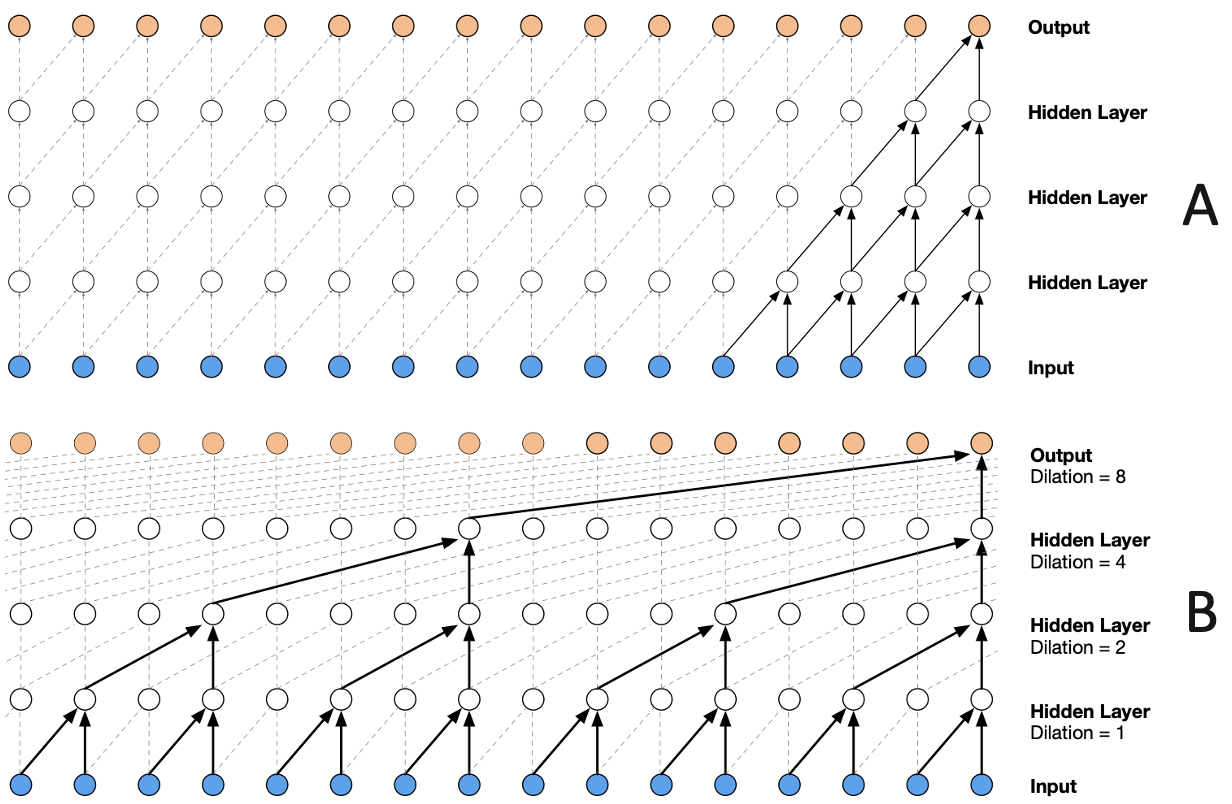 Output
Hidden Layer
Hidden Layer
A
Hidden Layer
Input
Output
Dilation = 8
Hidden Layer
Dilation = 4
B
Hidden Layer
Dilation = 2
Hidden Layer
Dilation = 1
Input